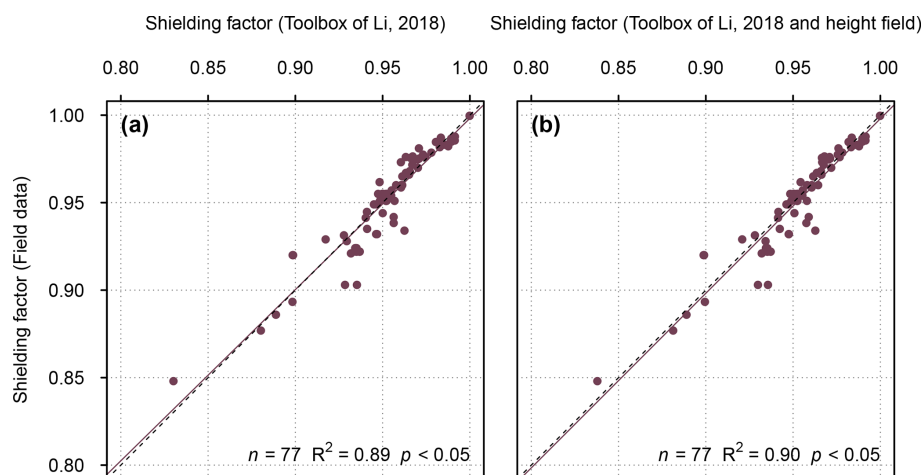 Shielding factor (Toolbox of Li, 2018)
Shielding factor (Toolbox of Li, 2018 and height field)
0.80 0.85 0.90 0.95 1.00
0.80 0.85 0.90 0.95 1.00
Shielding factor (Field data)
1.00
0.95
0.90
0.85
0.80
(a)
n = 77 R² = 0.89 p < 0.05
(b)
n = 77 R² = 0.90 p < 0.05